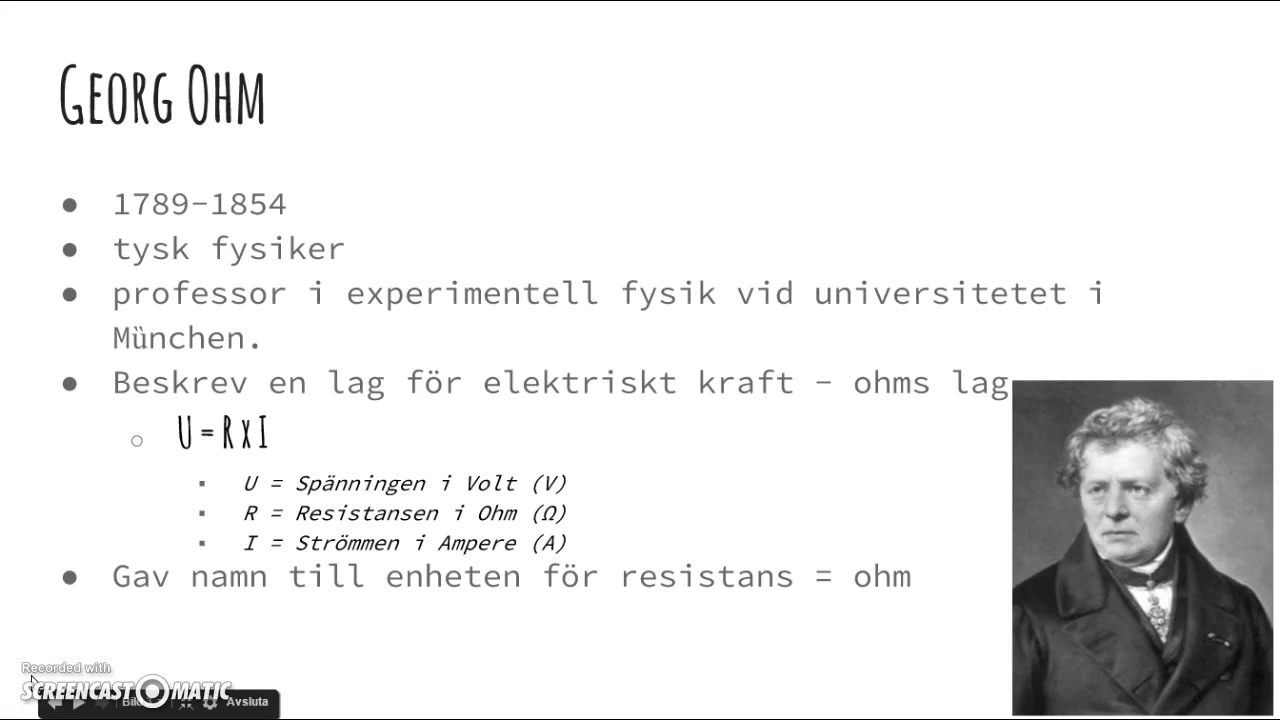 GEORG OHM
● 1789-1854
● tysk fysiker
● professor i experimentell fysik vid universitetet i
Mùnchen.
● Beskrev en lag för elektriskt kraft - ohms lag
○ U = R X I
▪ U = Spänningen i Volt (V)
▪ R = Resistansen i Ohm (Ω)
▪ I = Strömmen i Ampere (A)
● Gav namn till enheten för resistans = ohm
Recorded with
SCREENCAST-O-MATIC
Avsluta